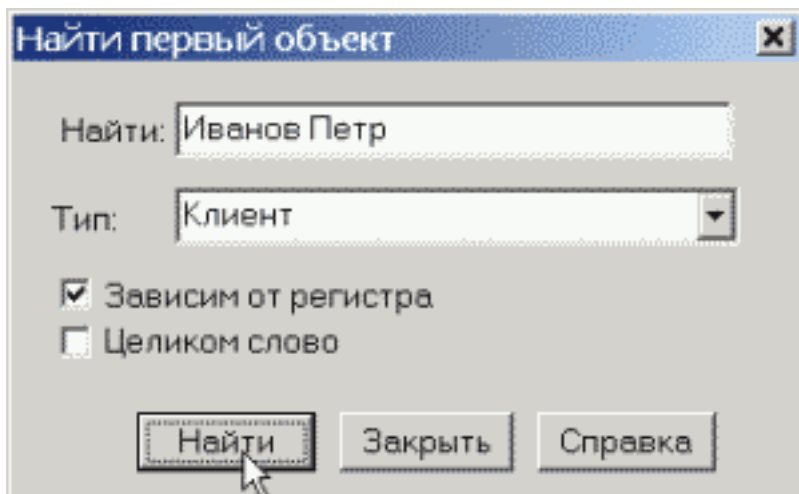 Найти первый объект
Найти: Иванов Петр
Тип: Клиент
Зависим от регистра
Целиком слово
Найти Закрыть Справка